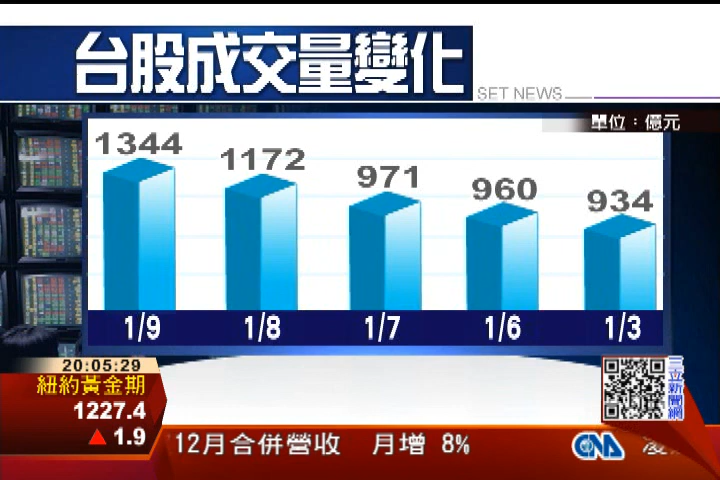 台股成交量變化
SET NEWS
單位：億元
1344
1172
971
960
934
1/9
1/8
1/7
1/6
1/3
20:05:29
紐約黃金期
1227.4
▲1.9
三立新聞網
12月合併營收 月增 8%
CNA